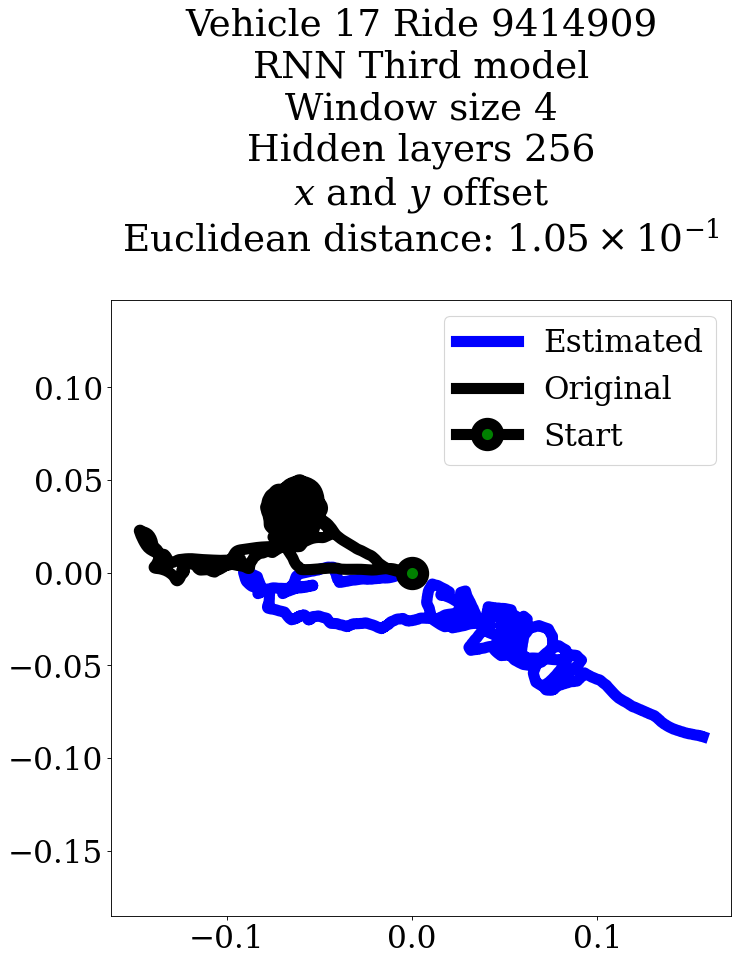 Vehicle 17 Ride 9414909
RNN Third model
Window size 4
Hidden layers 256
x and y offset
Euclidean distance: 1.05 × 10⁻¹
Estimated
Original
Start
0.10
0.05
0.00
−0.05
−0.10
−0.15
−0.1
0.0
0.1